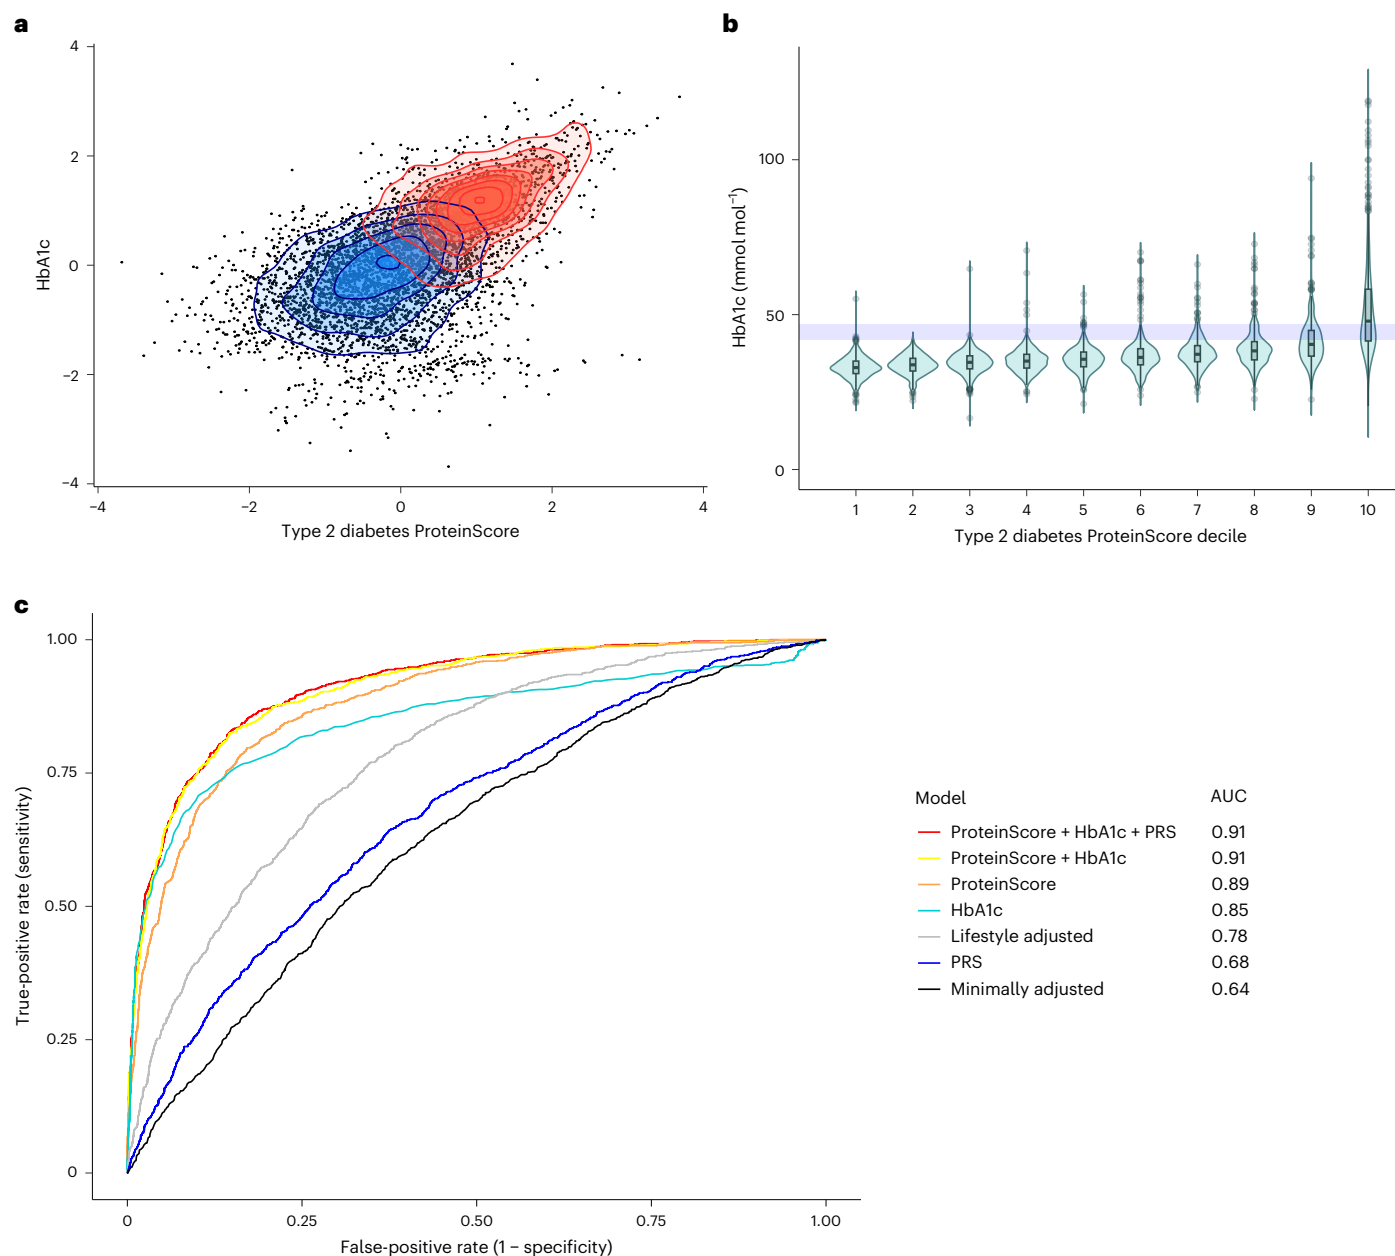 a
4
2
0
−2
−4
HbA1c
−4
−2
0
2
4
Type 2 diabetes ProteinScore
b
100
50
0
HbA1c (mmol mol⁻¹)
1 2 3 4 5 6 7 8 9 10
Type 2 diabetes ProteinScore decile
c
1.00
0.75
0.50
0.25
0
True-positive rate (sensitivity)
0 0.25 0.50 0.75 1.00
False-positive rate (1 − specificity)
Model AUC
ProteinScore + HbA1c + PRS 0.91
ProteinScore + HbA1c 0.91
ProteinScore 0.89
HbA1c 0.85
Lifestyle adjusted 0.78
PRS 0.68
Minimally adjusted 0.64